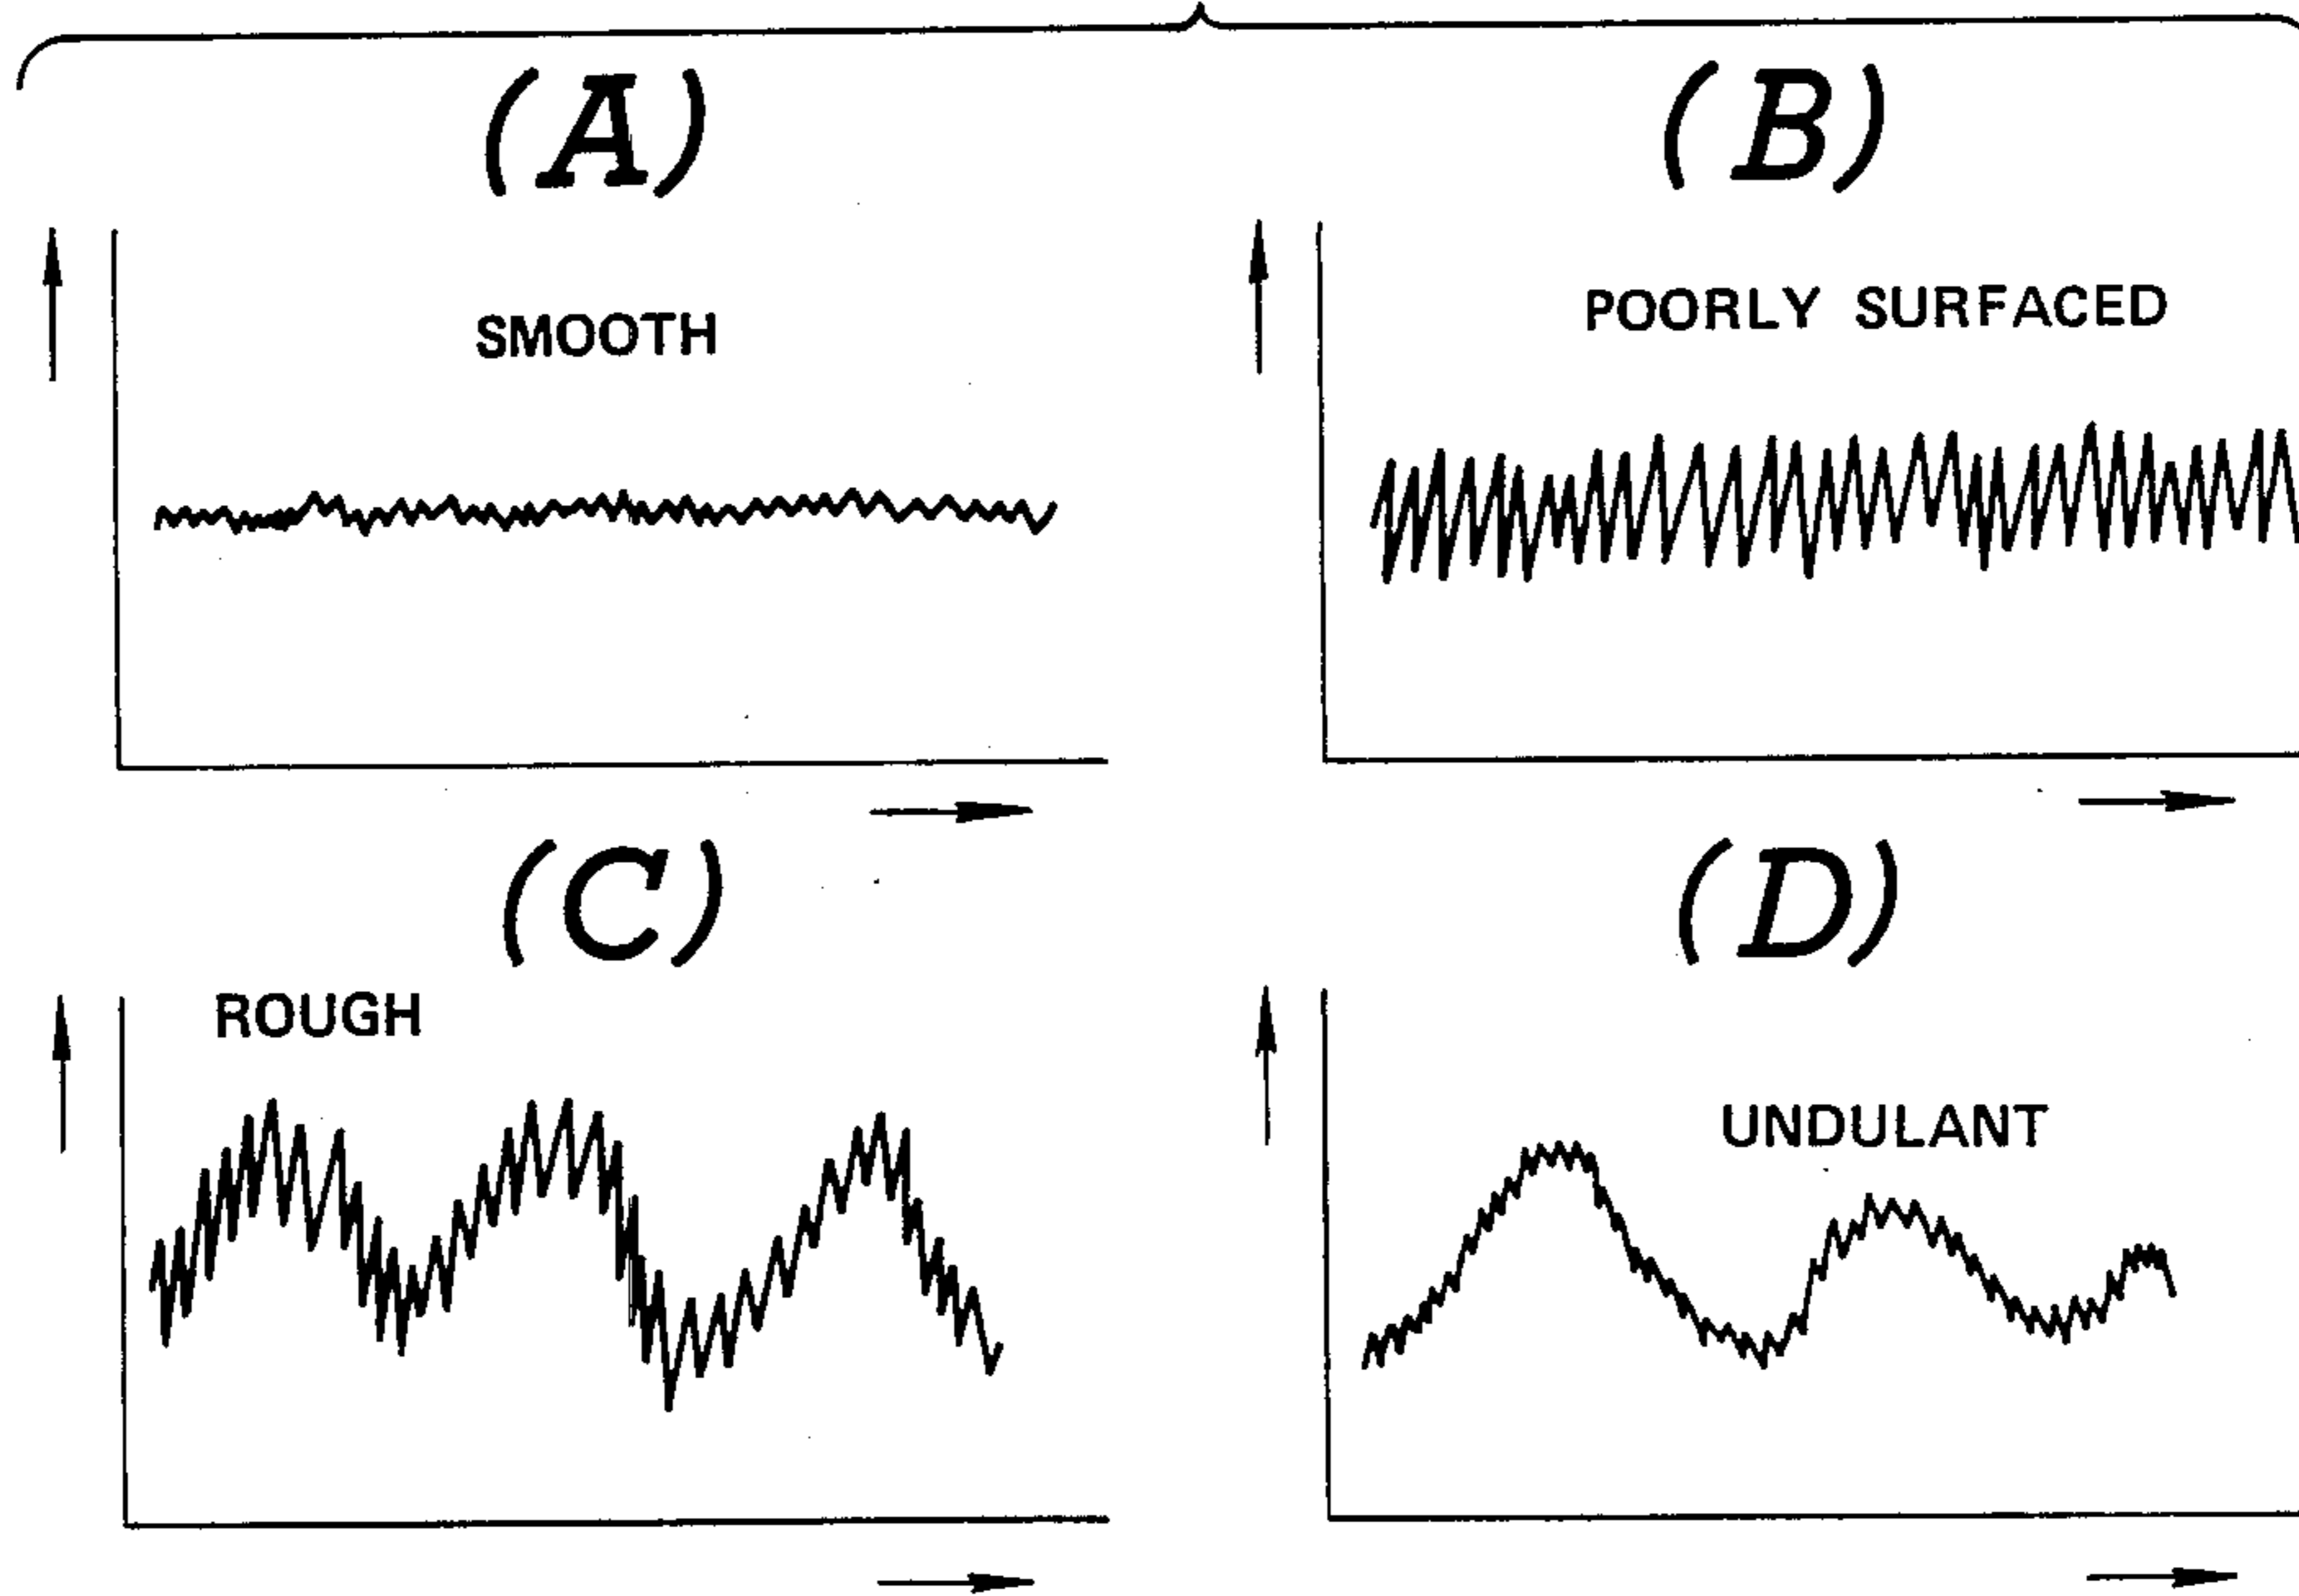 (A)
(B)
SMOOTH
POORLY SURFACED
(C)
(D)
ROUGH
UNDULANT